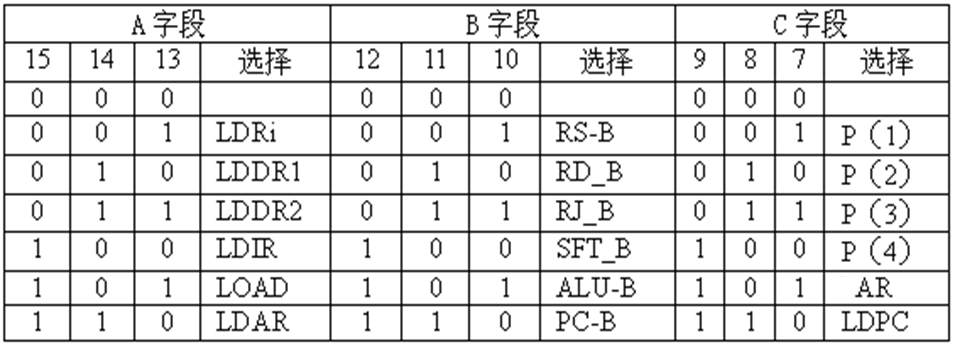 A 字段 B 字段 C 字段
15 14 13 选择 12 11 10 选择 9 8 7 选择
0 0 0 0 0 0 0 0 0
0 0 1 LDRi 0 0 1 RS-B 0 0 1 P（1）
0 1 0 LDDR1 0 1 0 RD_B 0 1 0 P（2）
0 1 1 LDDR2 0 1 1 RJ_B 0 1 1 P（3）
1 0 0 LDIR 1 0 0 SFT_B 1 0 0 P（4）
1 0 1 LOAD 1 0 1 ALU-B 1 0 1 AR
1 1 0 LDAR 1 1 0 PC-B 1 1 0 LDPC